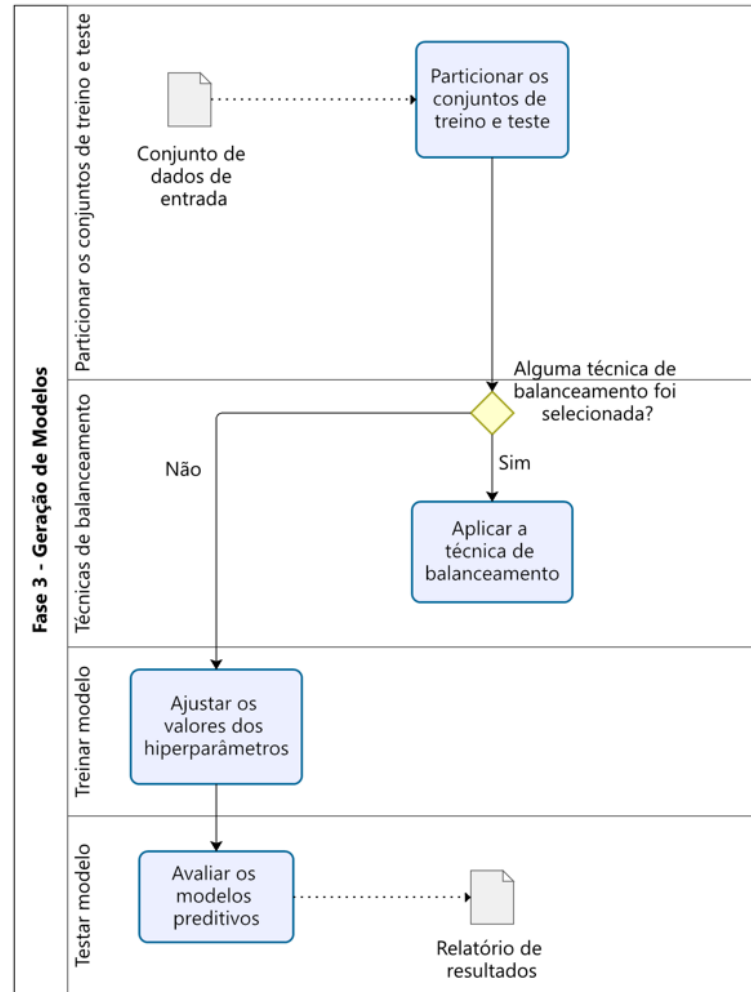 Fase 3 - Geração de Modelos
Particionar os conjuntos de treino e teste
Conjunto de
dados de
entrada
Particionar os
conjuntos de
treino e teste
Técnicas de balanceamento
Alguma técnica de
balanceamento foi
selecionada?
Não
Sim
Aplicar a
técnica de
balanceamento
Treinar modelo
Ajustar os
valores dos
hiperparâmetros
Testar modelo
Avaliar os
modelos
preditivos
Relatório de
resultados